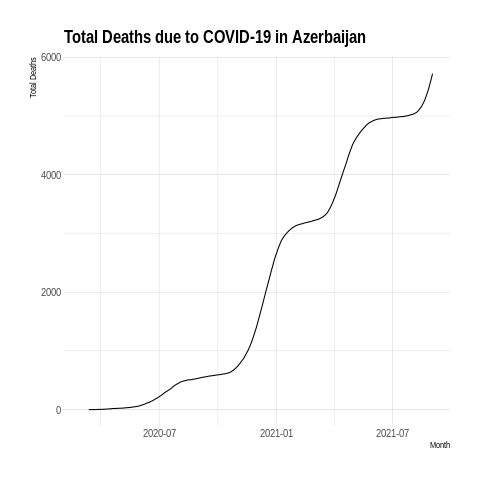 Total Deaths due to COVID-19 in Azerbaijan
Total Deaths
6000
4000
2000
0
2020-07
2021-01
2021-07
Month